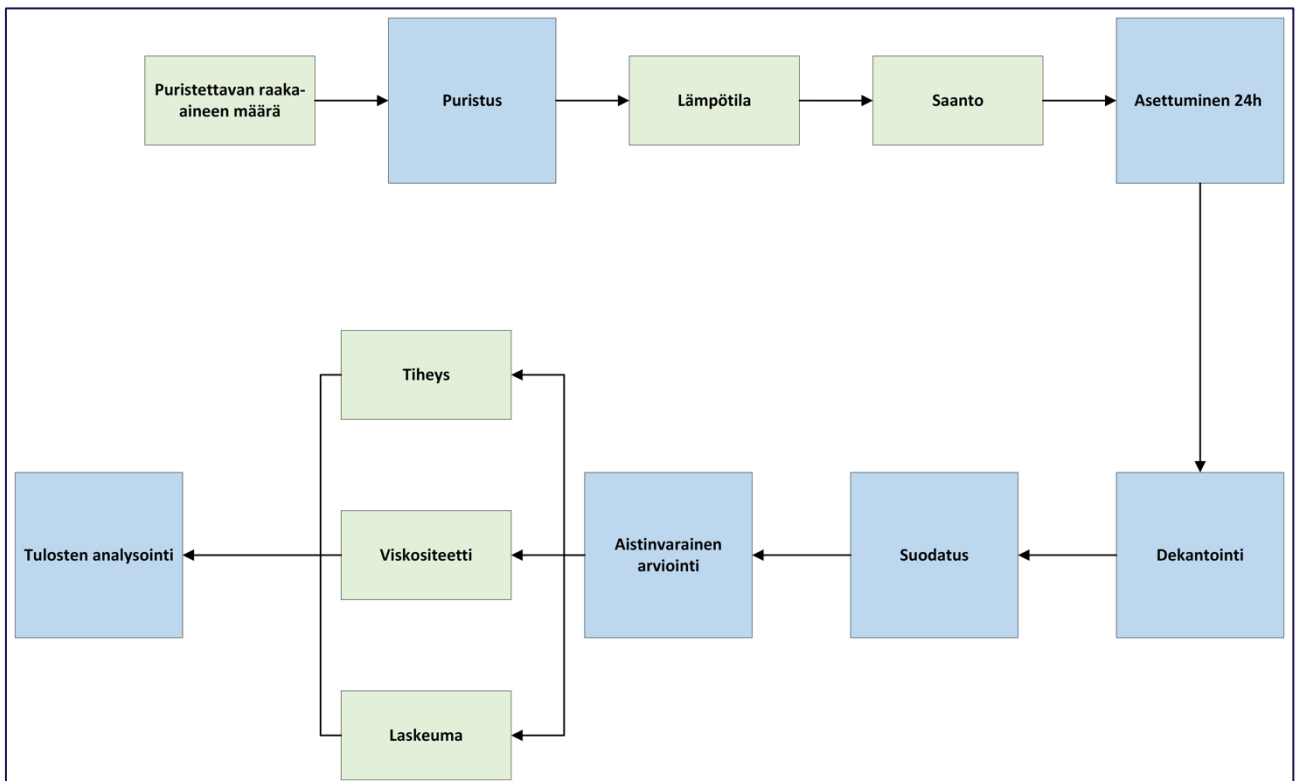 Puristettavan raaka-
aineen määrä
Puristus
Lämpötila
Saanto
Asettuminen 24h
Tiheys
Tulosten analysointi
Viskositeetti
Aistinvarainen
arviointi
Suodatus
Dekantointi
Laskeuma